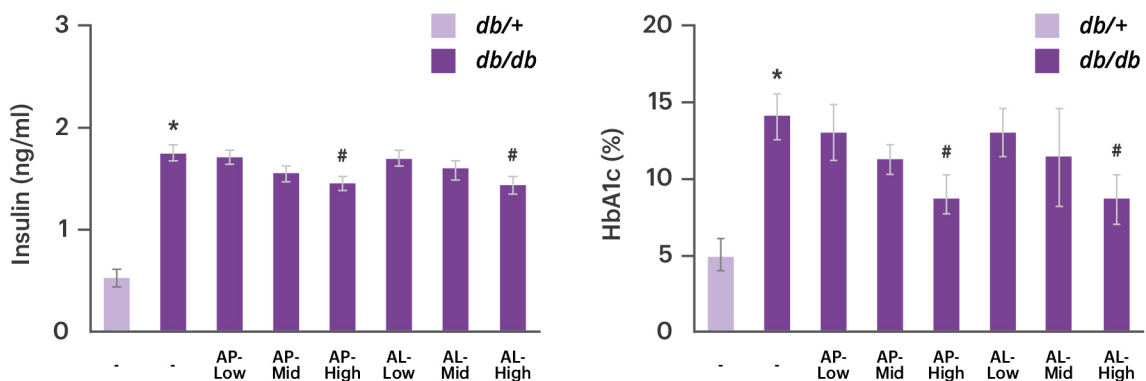 Insulin (ng/ml)
3
2
1
0
db/+
db/db
*
#
#
-
-
AP-
Low
AP-
Mid
AP-
High
AL-
Low
AL-
Mid
AL-
High
HbA1c (%)
20
15
10
5
0
db/+
db/db
*
#
#
-
-
AP-
Low
AP-
Mid
AP-
High
AL-
Low
AL-
Mid
AL-
High